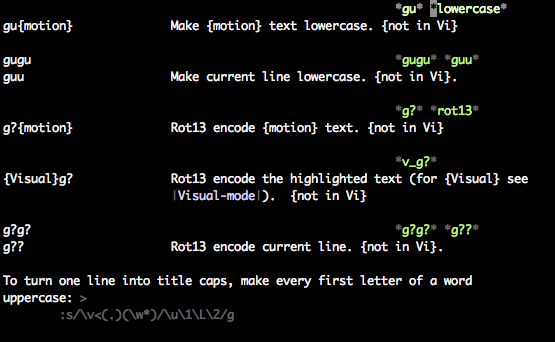 *gu* *lowercase*
gu{motion} Make {motion} text lowercase. {not in Vi}
gugu *gugu* *guu*
guu Make current line lowercase. {not in Vi}.
*g?* *rot13*
g?{motion} Rot13 encode {motion} text. {not in Vi}
*v_g?*
{Visual}g? Rot13 encode the highlighted text (for {Visual} see
|Visual-mode|). {not in Vi}
g?g? *g?g?* *g??*
g?? Rot13 encode current line. {not in Vi}.
To turn one line into title caps, make every first letter of a word
uppercase: >
:s/\v<(.)(\w*)/\u\1\L\2/g